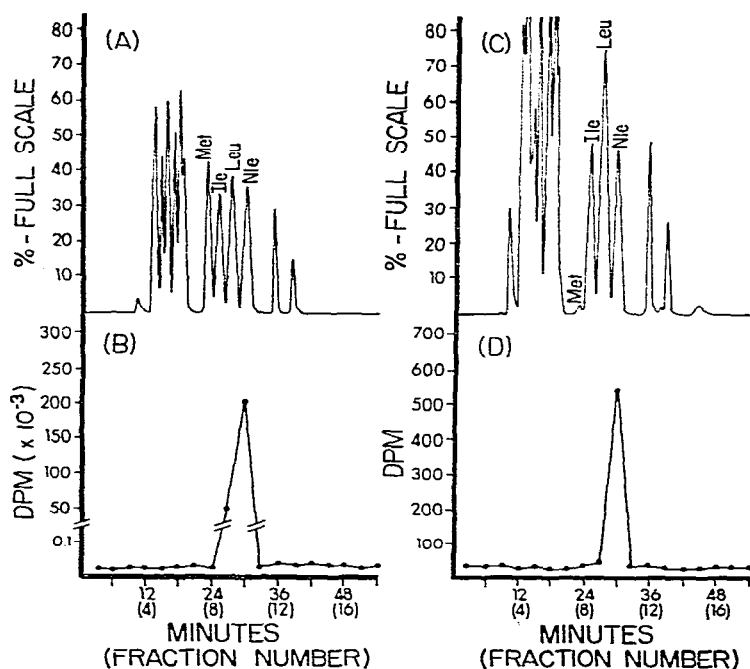 (A)
%-FULL SCALE
80
70
60
50
40
30
20
10
Met
Ile
Leu
Nle
(B)
DPM (x 10⁻³)
300
250
200
150
100
50
0.1
12 24 36 48
(4) (8) (12) (16)
MINUTES
(FRACTION NUMBER)
(C)
%-FULL SCALE
80
70
60
50
40
30
20
10
Met
Ile
Leu
Nle
(D)
DPM
700
600
500
400
300
200
100
12 24 36 48
(4) (8) (12) (16)
MINUTES
(FRACTION NUMBER)